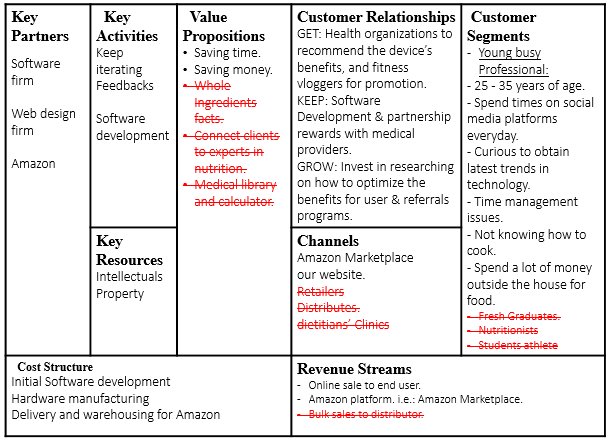 Key
Partners
Software
firm
Web design
firm
Amazon
Key
Activities
Keep
iterating
Feedbacks
Software
development
Key
Resources
Intellectuals
Property
Value
Propositions
• Saving time.
• Saving money.
• Whole
Ingredients
facts.
• Connect clients
to experts in
nutrition.
• Medical library
and calculator.
Customer Relationships
GET: Health organizations to
recommend the device's
benefits, and fitness
vloggers for promotion.
KEEP: Software
Development & partnership
rewards with medical
providers.
GROW: Invest in researching
on how to optimize the
benefits for user & referrals
programs.
Channels
Amazon Marketplace
our website.
Retailers
Distributes.
dietitians' Clinics
Customer
Segments
- Young busy
Professional:
- 25 - 35 years of age.
- Spend times on social
media platforms
everyday.
- Curious to obtain
latest trends in
technology.
- Time management
issues.
- Not knowing how to
cook.
- Spend a lot of money
outside the house for
food.
- Fresh Graduates.
- Nutritionists
- Students athlete
Cost Structure
Initial Software development
Hardware manufacturing
Delivery and warehousing for Amazon
Revenue Streams
- Online sale to end user.
- Amazon platform. i.e.: Amazon Marketplace.
- Bulk sales to distributor.